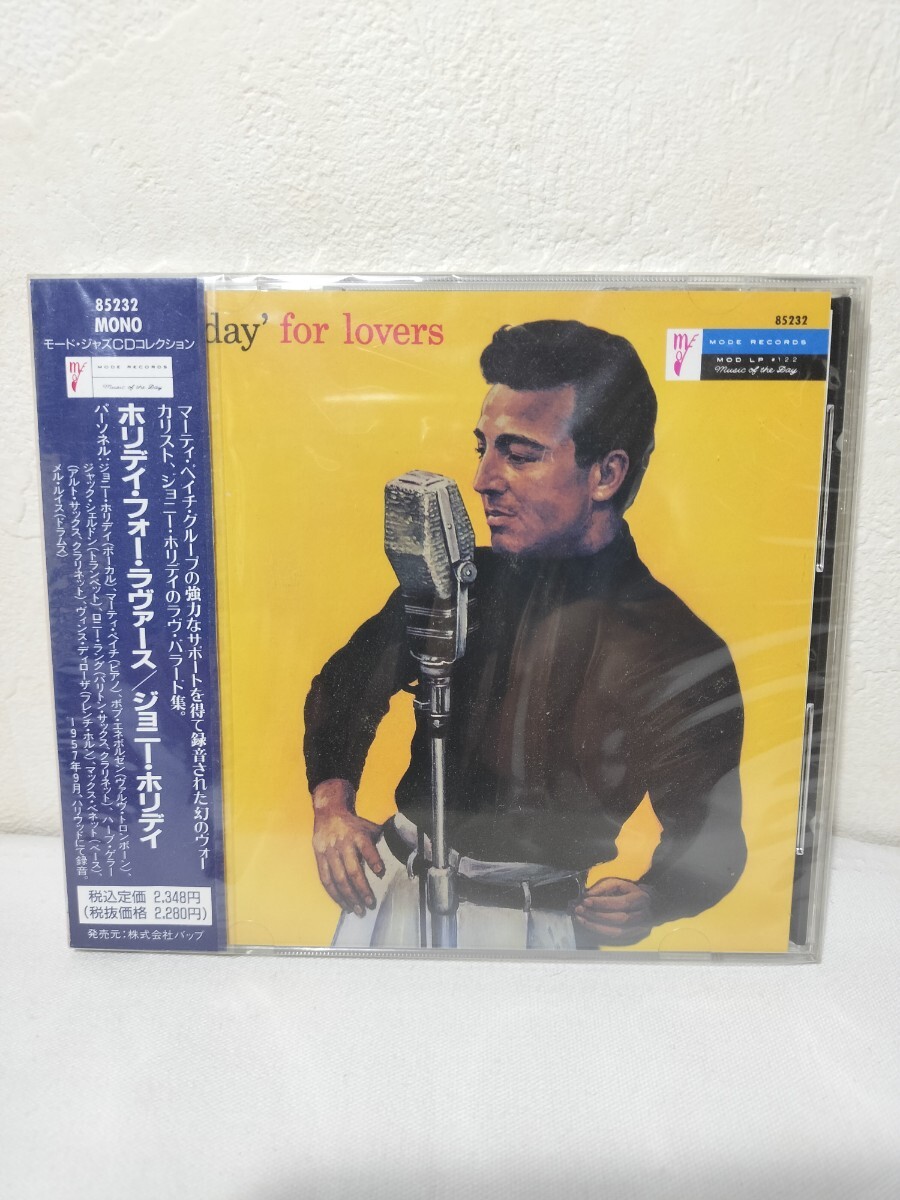 85232
MONO
モード・ジャズCDコレクション
MODE RECORDS
Music of the Day
マーティ・ペイチ・グループの強力なサポートを得て録音された幻のヴォー
カリスト、ジョニー・ホリデイのラヴ・バラード集。
ホリデイ・フォー・ラヴァース/ジョニー・ホリデイ
パーソネル:ジョニー・ホリデイ(ボーカル)、マーティ・ペイチ(ピアノ)、ボブ・エネボルゼン(ヴァルヴ・トロンボーン)、
ジャック・シェルドン(トランペット)、ロニー・ラング(バリトン・サックス、クラリネット)、ハーブ・ゲラー
(アルト・サックス、クラリネット)、ヴィンス・ディローザ(フレンチ・ホルン)、マックス・ベネット(ベース)、
メル・ルイス(ドラムス)
1957年9月、ハリウッドにて録音。
税込定価 2,348円
(税抜価格 2,280円)
発売元:株式会社バップ
day' for lovers
85232
MODE RECORDS
MOD LP #122
Music of the Day